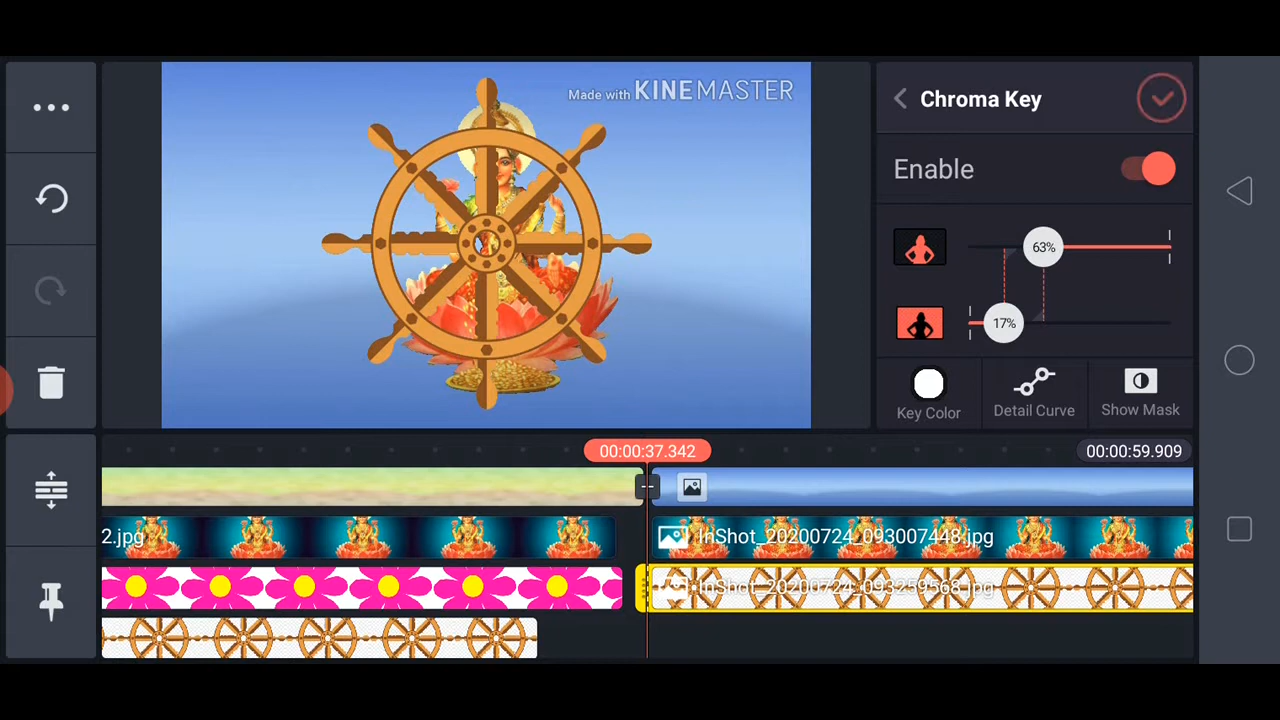 Made with KINEMASTER
Chroma Key
Enable
63%
17%
Key Color
Detail Curve
Show Mask
00:00:37.342
00:00:59.909
2.jpg
InShot_20200724_093007448.jpg
InShot_20200724_093259568.jpg